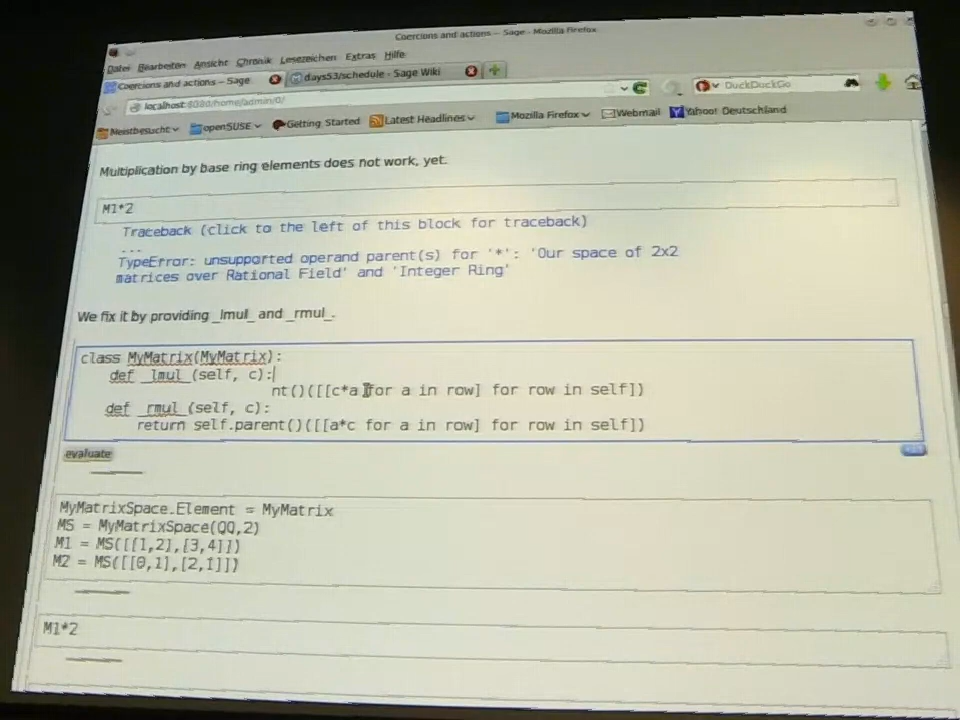 Coercions and actions – Sage - Mozilla Firefox
Datei Bearbeiten Ansicht Chronik Lesezeichen Extras Hilfe
Coercions and actions – Sage
days53/schedule - Sage Wiki
localhost:8080/home/admin/0/
DuckDuckGo
Meistbesucht openSUSE Getting Started Latest Headlines Mozilla Firefox Webmail Yahoo! Deutschland
Multiplication by base ring elements does not work, yet.
M1*2
Traceback (click to the left of this block for traceback)
...
TypeError: unsupported operand parent(s) for '*': 'Our space of 2x2
matrices over Rational Field' and 'Integer Ring'
We fix it by providing _lmul_ and _rmul_.
class MyMatrix(MyMatrix):
def _lmul_(self, c):
nt()([[c*a for a in row] for row in self])
def _rmul_(self, c):
return self.parent()([[a*c for a in row] for row in self])
evaluate
MyMatrixSpace.Element = MyMatrix
MS = MyMatrixSpace(QQ,2)
M1 = MS([[1,2],[3,4]])
M2 = MS([[0,1],[2,1]])
M1*2